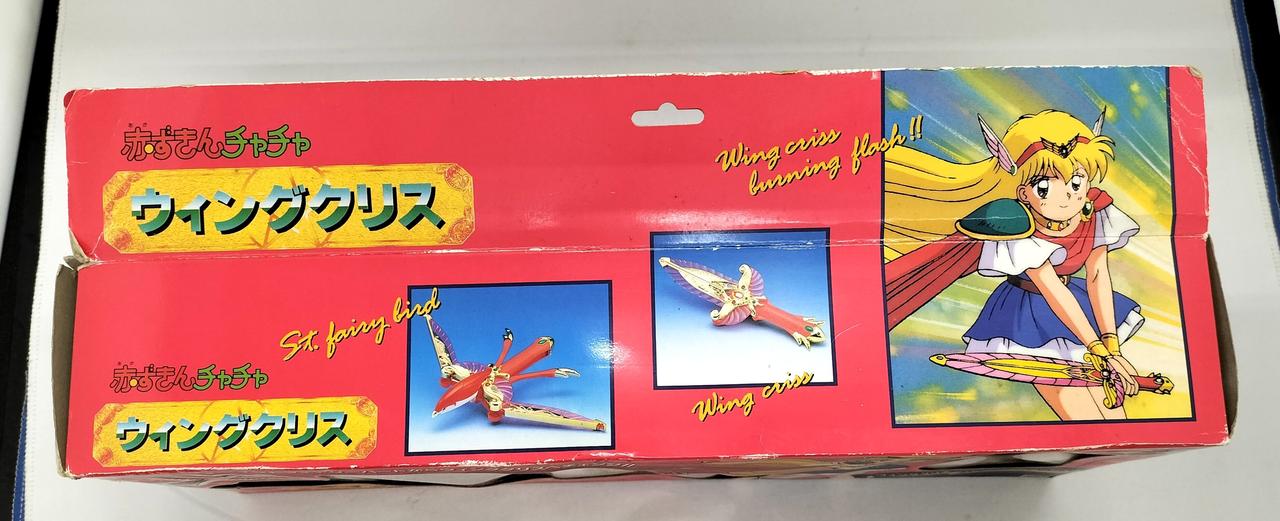 赤ずきんチャチャ
ウィングクリス
Wing criss
burning flash!!
St. fairy bird
Wing criss
赤ずきんチャチャ
ウィングクリス